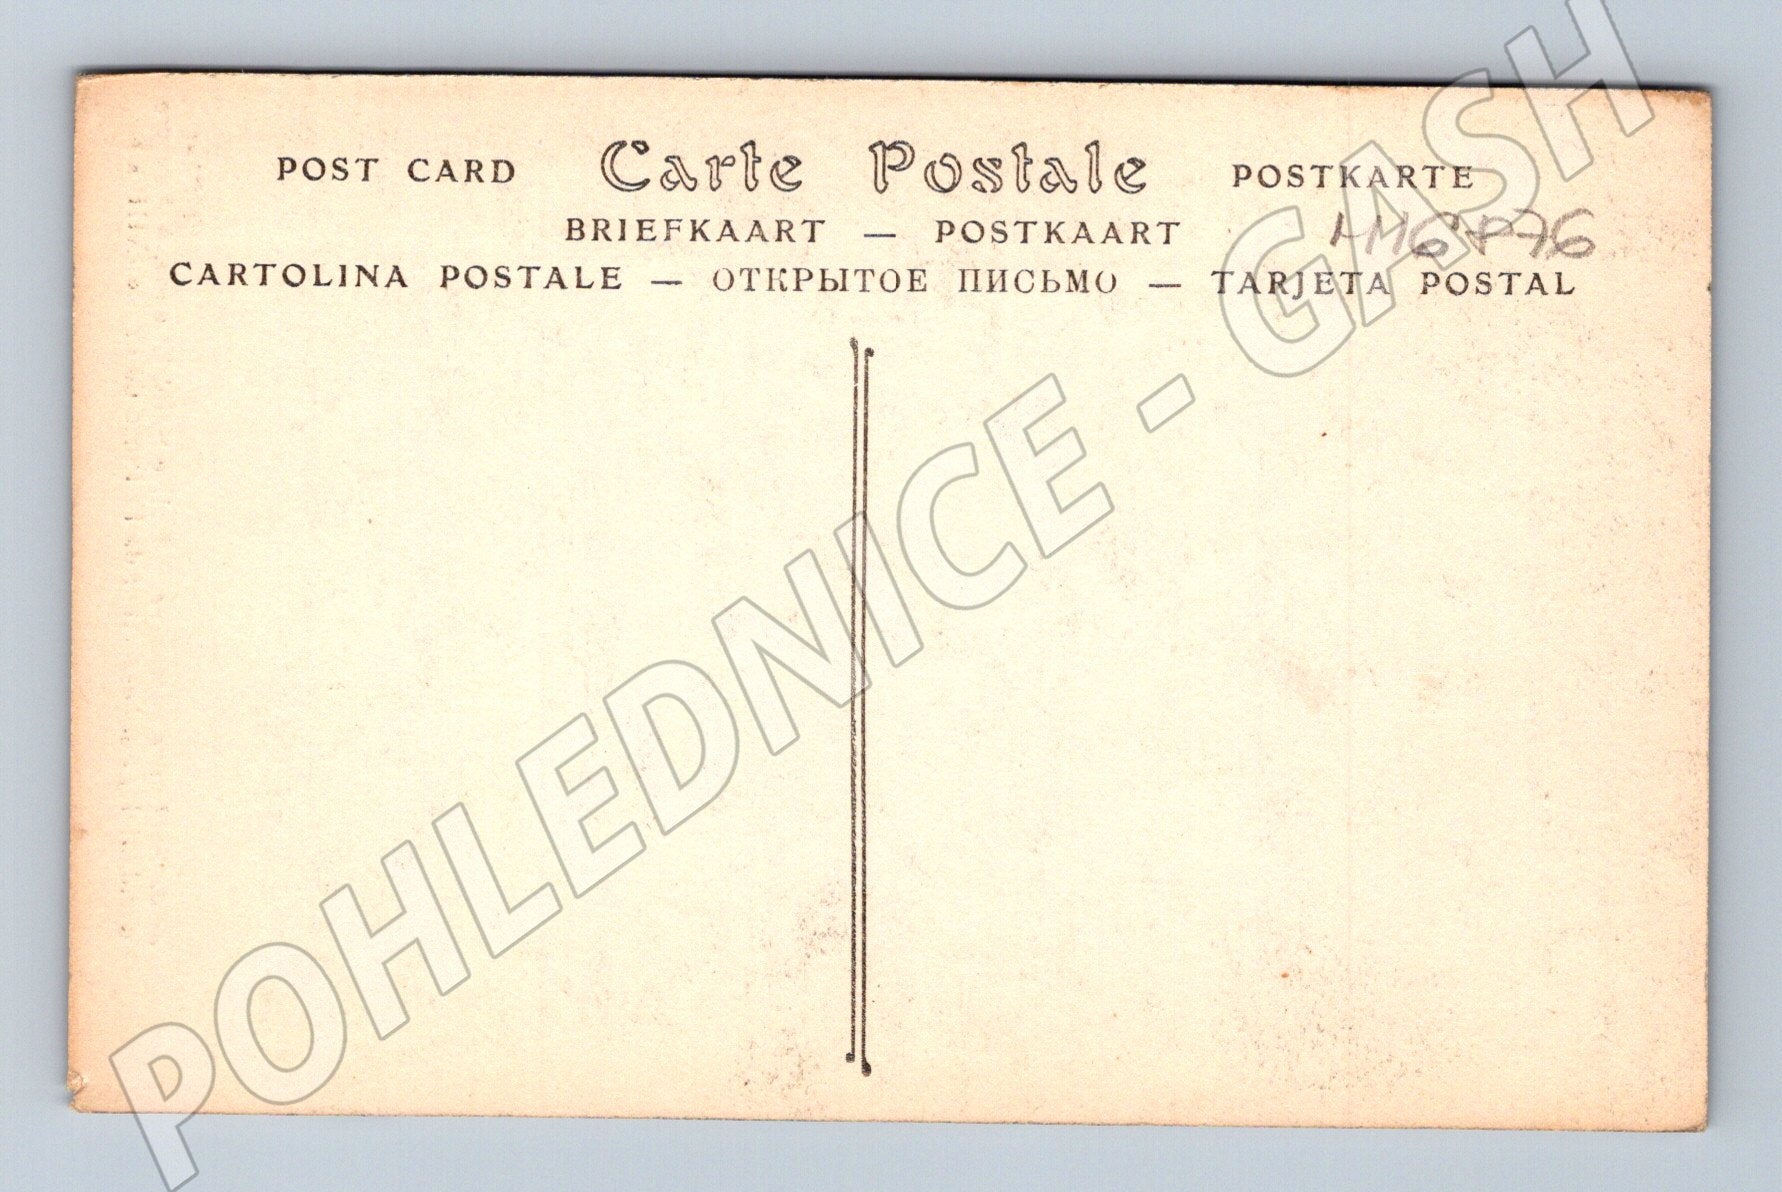 POST CARD Carte Postale POSTKARTE
BRIEFKAART — POSTKAART
CARTOLINA POSTALE — ОТКРЫТОЕ ПИСЬМО — TARJETA POSTAL
POHLEDNICE - GASH